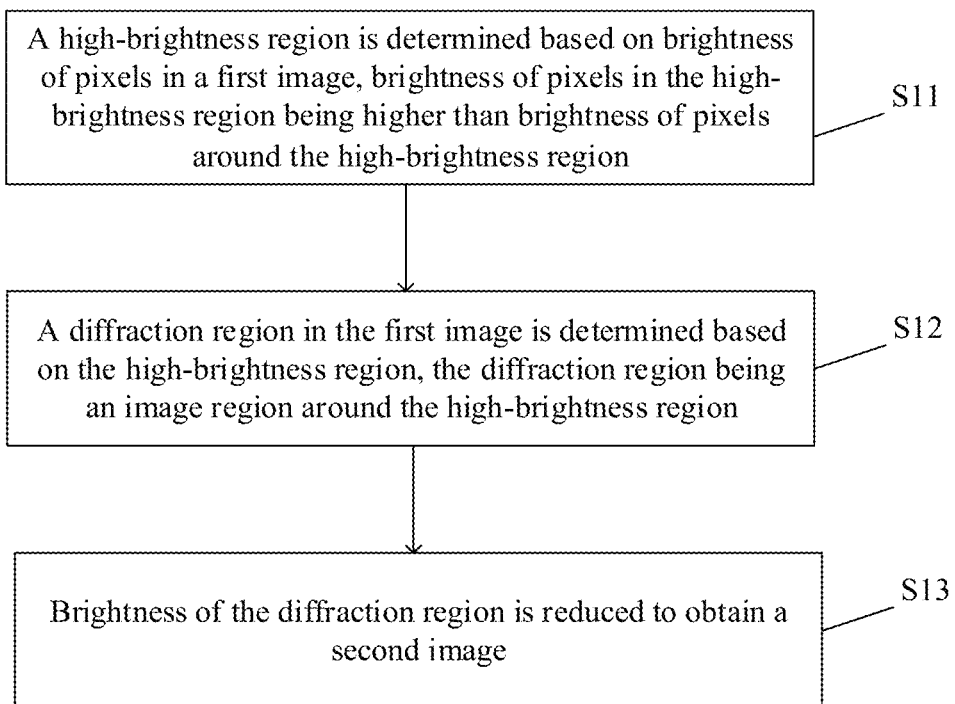 A high-brightness region is determined based on brightness
of pixels in a first image, brightness of pixels in the high-
brightness region being higher than brightness of pixels
around the high-brightness region
S11
A diffraction region in the first image is determined based
on the high-brightness region, the diffraction region being
an image region around the high-brightness region
S12
Brightness of the diffraction region is reduced to obtain a
second image
S13